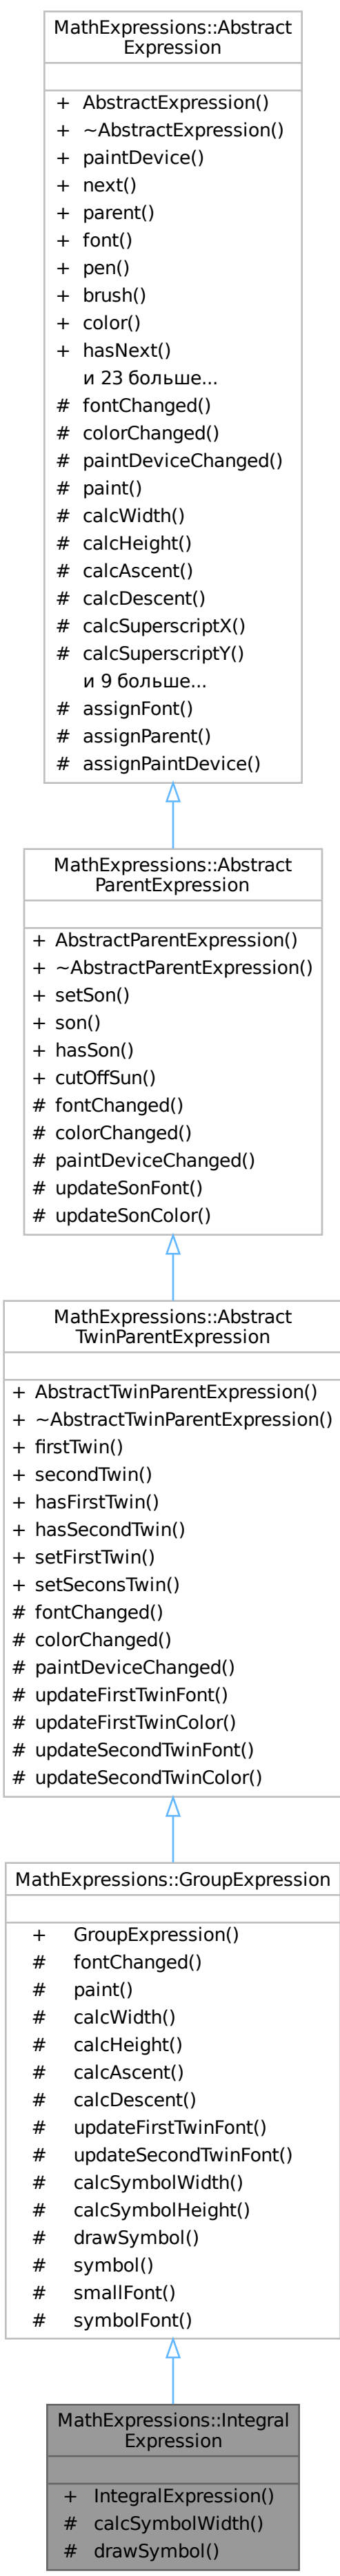 MathExpressions::Abstract
Expression
+ AbstractExpression()
+ ~AbstractExpression()
+ paintDevice()
+ next()
+ parent()
+ font()
+ pen()
+ brush()
+ color()
+ hasNext()
и 23 больше...
# fontChanged()
# colorChanged()
# paintDeviceChanged()
# paint()
# calcWidth()
# calcHeight()
# calcAscent()
# calcDescent()
# calcSuperscriptX()
# calcSuperscriptY()
и 9 больше...
# assignFont()
# assignParent()
# assignPaintDevice()
MathExpressions::Abstract
ParentExpression
+ AbstractParentExpression()
+ ~AbstractParentExpression()
+ setSon()
+ son()
+ hasSon()
+ cutOffSun()
# fontChanged()
# colorChanged()
# paintDeviceChanged()
# updateSonFont()
# updateSonColor()
MathExpressions::Abstract
TwinParentExpression
+ AbstractTwinParentExpression()
+ ~AbstractTwinParentExpression()
+ firstTwin()
+ secondTwin()
+ hasFirstTwin()
+ hasSecondTwin()
+ setFirstTwin()
+ setSeconsTwin()
# fontChanged()
# colorChanged()
# paintDeviceChanged()
# updateFirstTwinFont()
# updateFirstTwinColor()
# updateSecondTwinFont()
# updateSecondTwinColor()
MathExpressions::GroupExpression
+ GroupExpression()
# fontChanged()
# paint()
# calcWidth()
# calcHeight()
# calcAscent()
# calcDescent()
# updateFirstTwinFont()
# updateSecondTwinFont()
# calcSymbolWidth()
# calcSymbolHeight()
# drawSymbol()
# symbol()
# smallFont()
# symbolFont()
MathExpressions::Integral
Expression
+ IntegralExpression()
# calcSymbolWidth()
# drawSymbol()